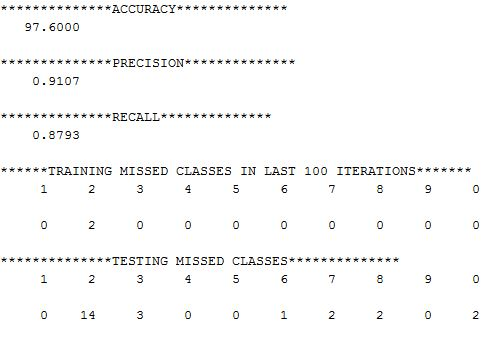 **************ACCURACY**************
97.6000
**************PRECISION**************
0.9107
**************RECALL**************
0.8793
******TRAINING MISSED CLASSES IN LAST 100 ITERATIONS*******
1 2 3 4 5 6 7 8 9 0
0 2 0 0 0 0 0 0 0 0
**************TESTING MISSED CLASSES**************
1 2 3 4 5 6 7 8 9 0
0 14 3 0 0 1 2 2 0 2